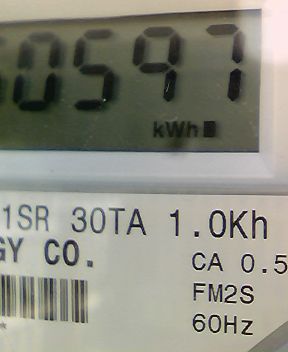 0597
kWh
1SR 30TA 1.0Kh
GY CO.
CA 0.5
FM2S
60Hz